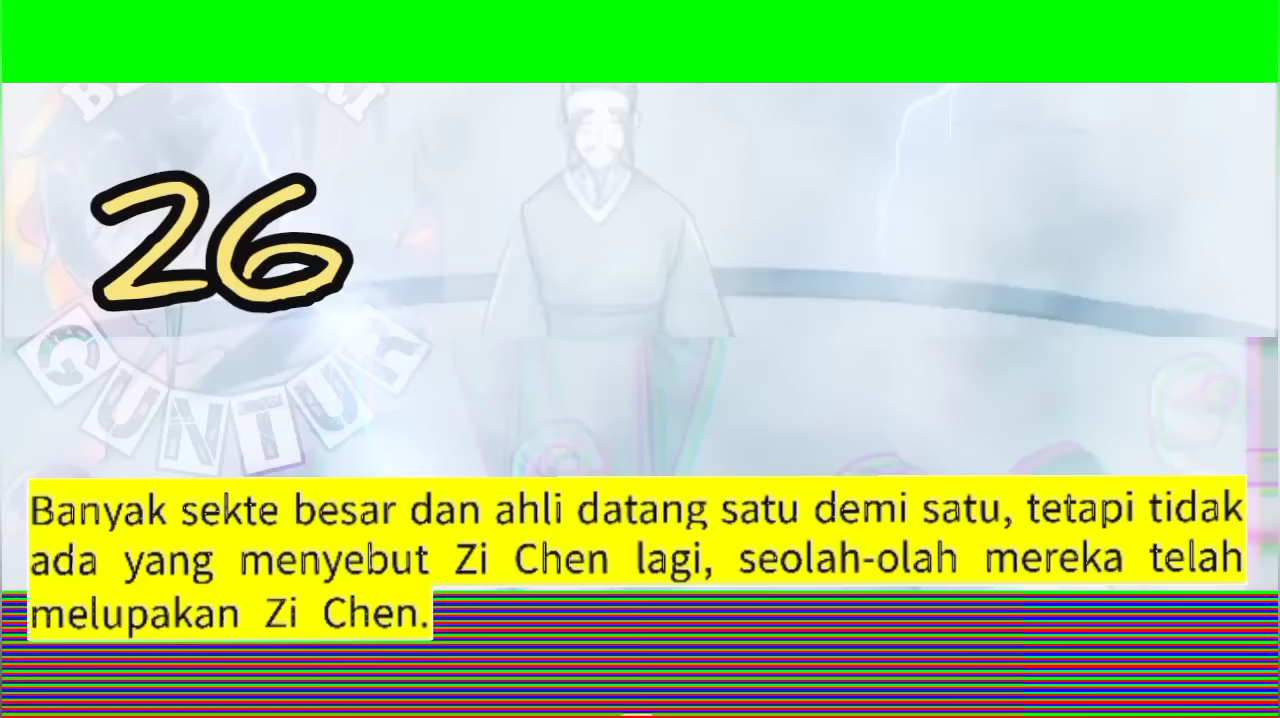 26
GUNTUR
Banyak sekte besar dan ahli datang satu demi satu, tetapi tidak
ada yang menyebut Zi Chen lagi, seolah-olah mereka telah
melupakan Zi Chen.